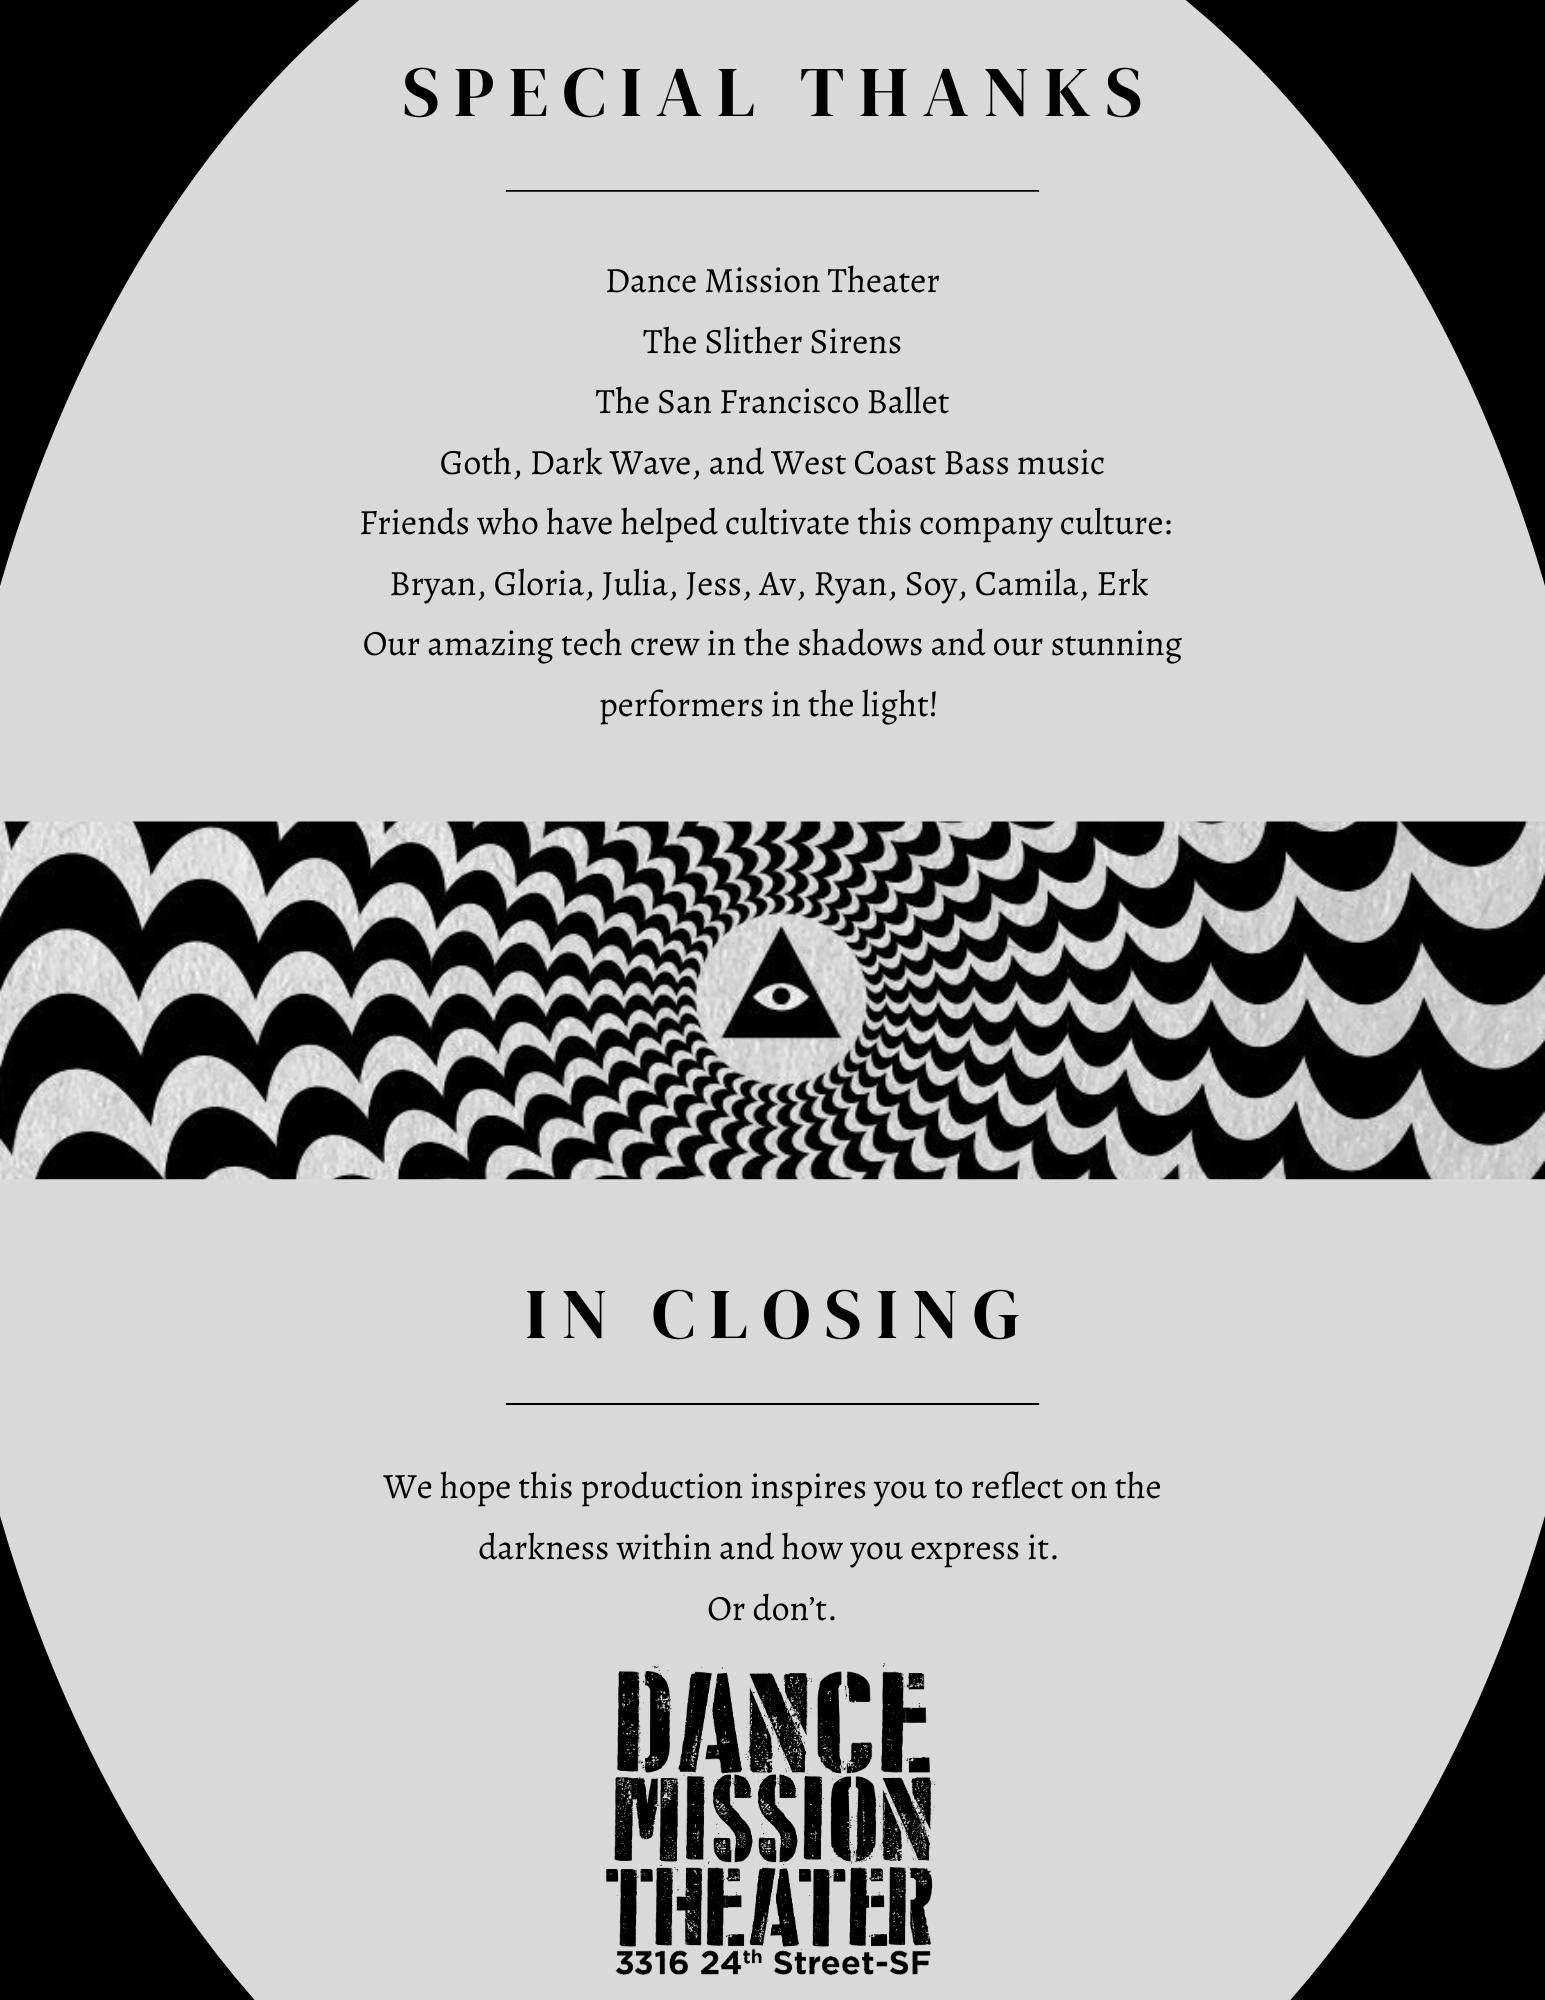 SPECIAL THANKS
Dance Mission Theater
The Slither Sirens
The San Francisco Ballet
Goth, Dark Wave, and West Coast Bass music
Friends who have helped cultivate this company culture:
Bryan, Gloria, Julia, Jess, Av, Ryan, Soy, Camila, Erk
Our amazing tech crew in the shadows and our stunning
performers in the light!
IN CLOSING
We hope this production inspires you to reflect on the
darkness within and how you express it.
Or don’t.
DANCE
MISSION
THEATER
3316 24th Street-SF